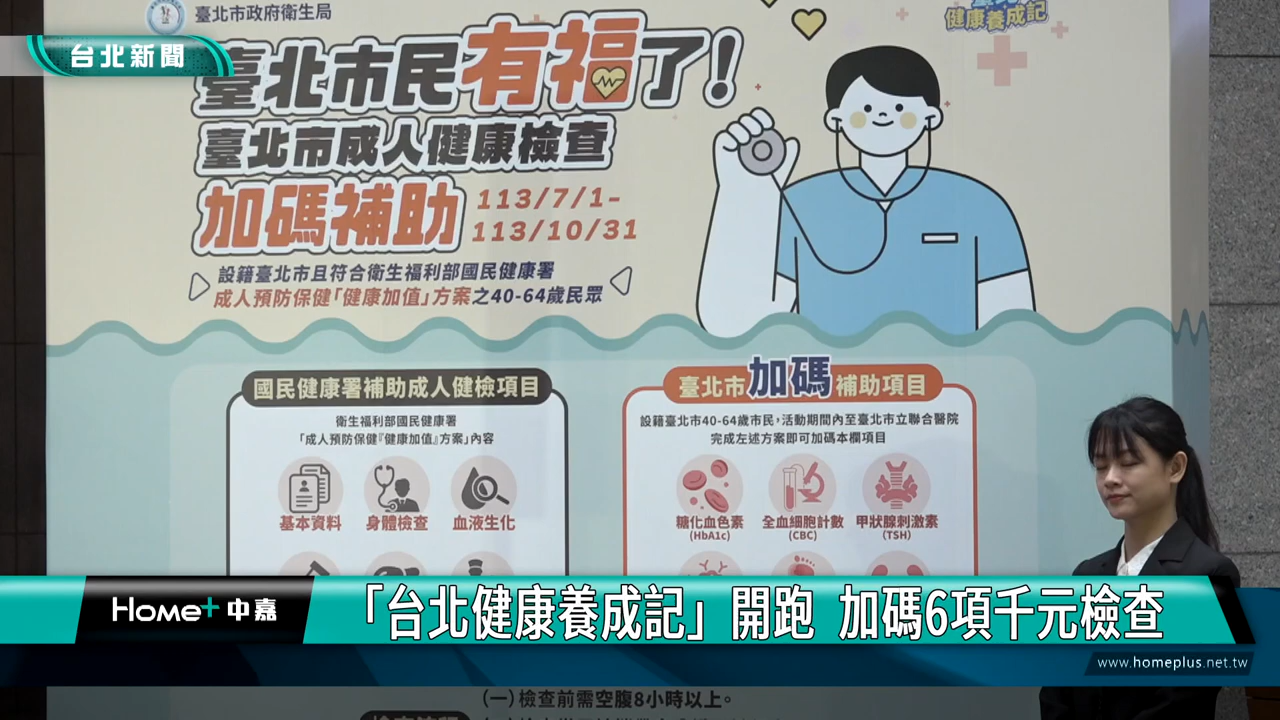 臺北市政府衛生局
健康養成記
台北新聞
臺北市民有福了!
臺北市成人健康檢查
加碼補助
113/7/1-
113/10/31
設籍臺北市且符合衛生福利部國民健康署
成人預防保健「健康加值」方案之40-64歲民眾
國民健康署補助成人健檢項目
衛生福利部國民健康署
「成人預防保健『健康加值』方案」內容
基本資料
身體檢查
血液生化
臺北市加碼補助項目
設籍臺北市40-64歲市民,活動期間內至臺北市立聯合醫院
完成左述方案即可加碼本欄項目
糖化血色素
(HbA1c)
全血細胞計數
(CBC)
甲狀腺刺激素
(TSH)
Home+中嘉
「台北健康養成記」開跑 加碼6項千元檢查
www.homeplus.net.tw
(一)檢查前需空腹8小時以上。